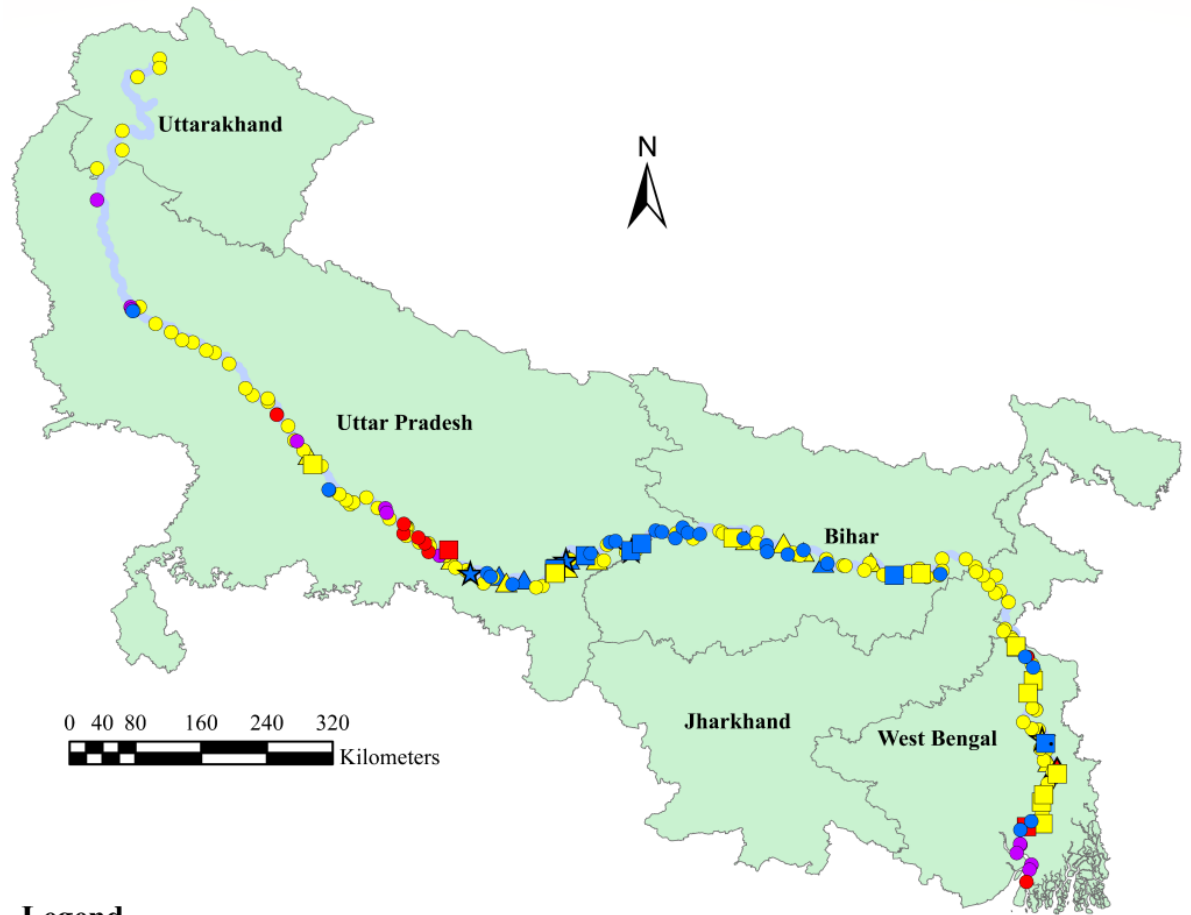 Uttarakhand
N
Uttar Pradesh
Bihar
Jharkhand
West Bengal
0 40 80 160 240 320
Kilometers
Legend